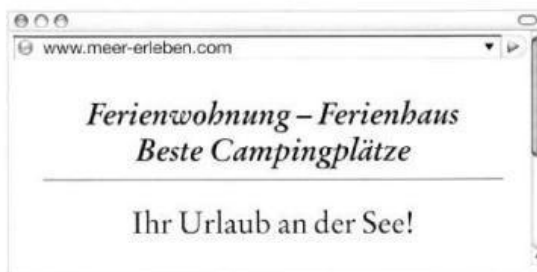 www.meer-erleben.com
Ferienwohnung – Ferienhaus
Beste Campingplätze
Ihr Urlaub an der See!